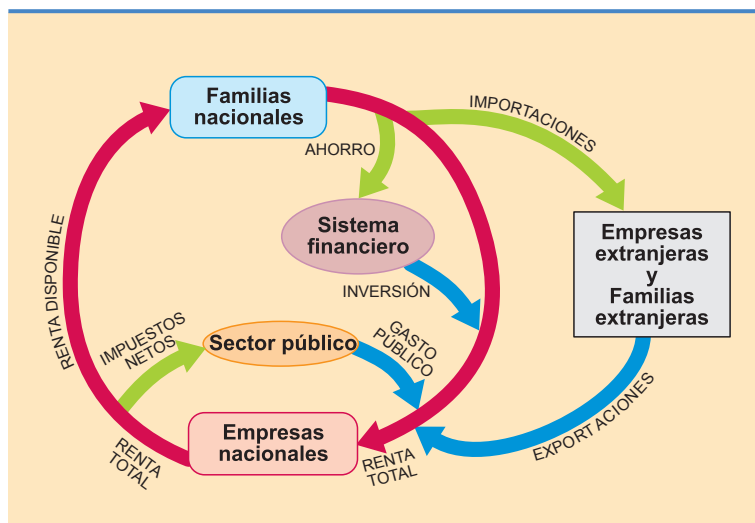 Familias
nacionales
IMPORTACIONES
AHORRO
Sistema
financiero
Empresas
extranjeras
y
Familias
extranjeras
INVERSIÓN
RENTA DISPONIBLE
IMPUESTOS
NETOS
Sector público
GASTO
PÚBLICO
EXPORTACIONES
Empresas
nacionales
RENTA
TOTAL
RENTA
TOTAL